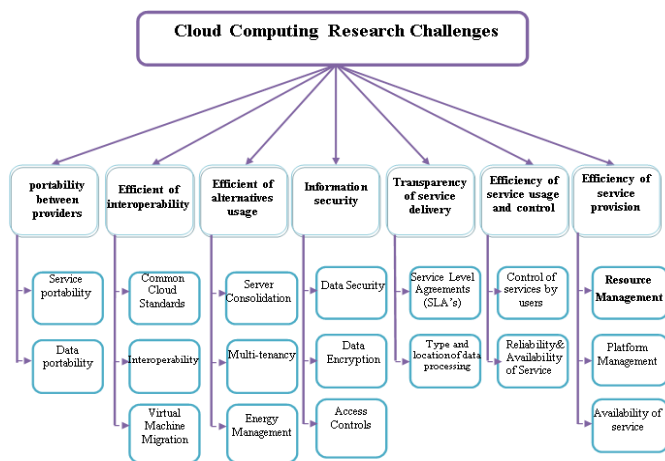 Cloud Computing Research Challenges
portability
between
providers
Efficient of
interoperability
Efficient of
alternatives
usage
Information
security
Transparency
of service
delivery
Efficiency of
service usage
and control
Efficiency of
service
provision
Service
portability
Data
portability
Common
Cloud
Standards
Interoperability
Virtual
Machine
Migration
Server
Consolidation
Multi-tenancy
Energy
Management
Data Security
Data
Encryption
Access
Controls
Service Level
Agreements
(SLA's)
Type and
location of data
processing
Control of
services by
users
Reliability&
Availability
of Service
Resource
Management
Platform
Management
Availability of
service